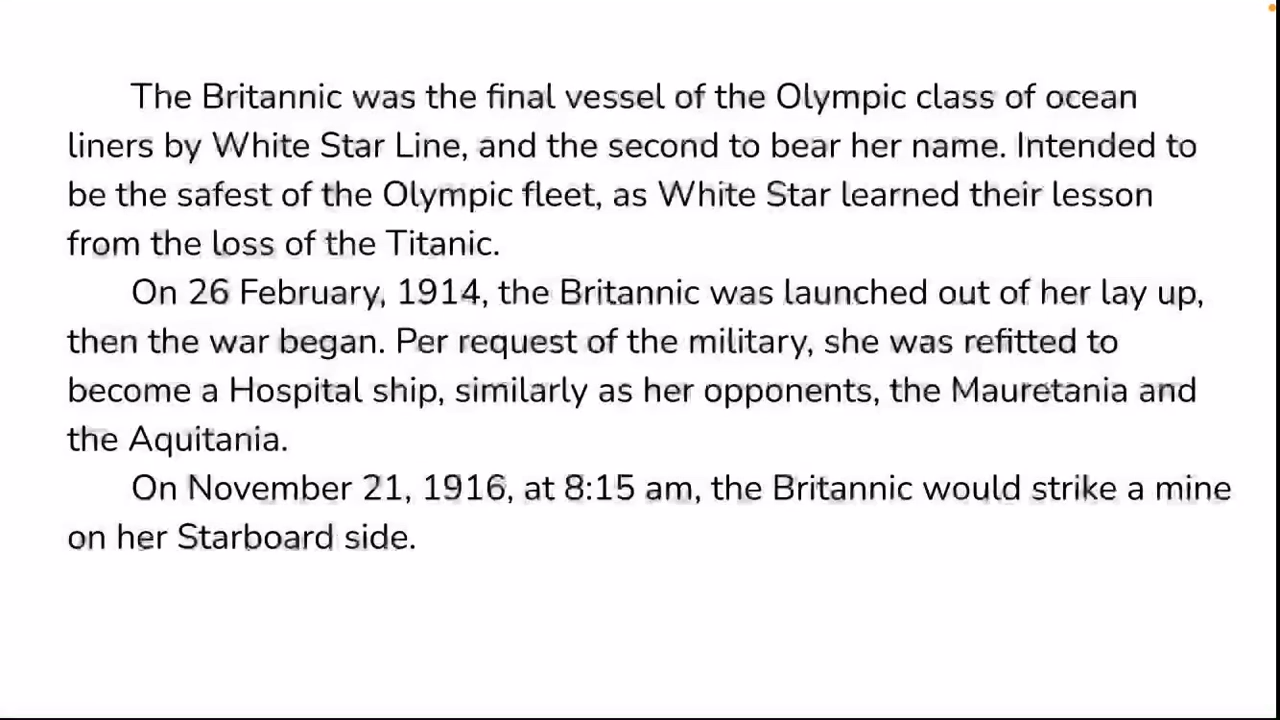 The Britannic was the final vessel of the Olympic class of ocean
liners by White Star Line, and the second to bear her name. Intended to
be the safest of the Olympic fleet, as White Star learned their lesson
from the loss of the Titanic.
On 26 February, 1914, the Britannic was launched out of her lay up,
then the war began. Per request of the military, she was refitted to
become a Hospital ship, similarly as her opponents, the Mauretania and
the Aquitania.
On November 21, 1916, at 8:15 am, the Britannic would strike a mine
on her Starboard side.